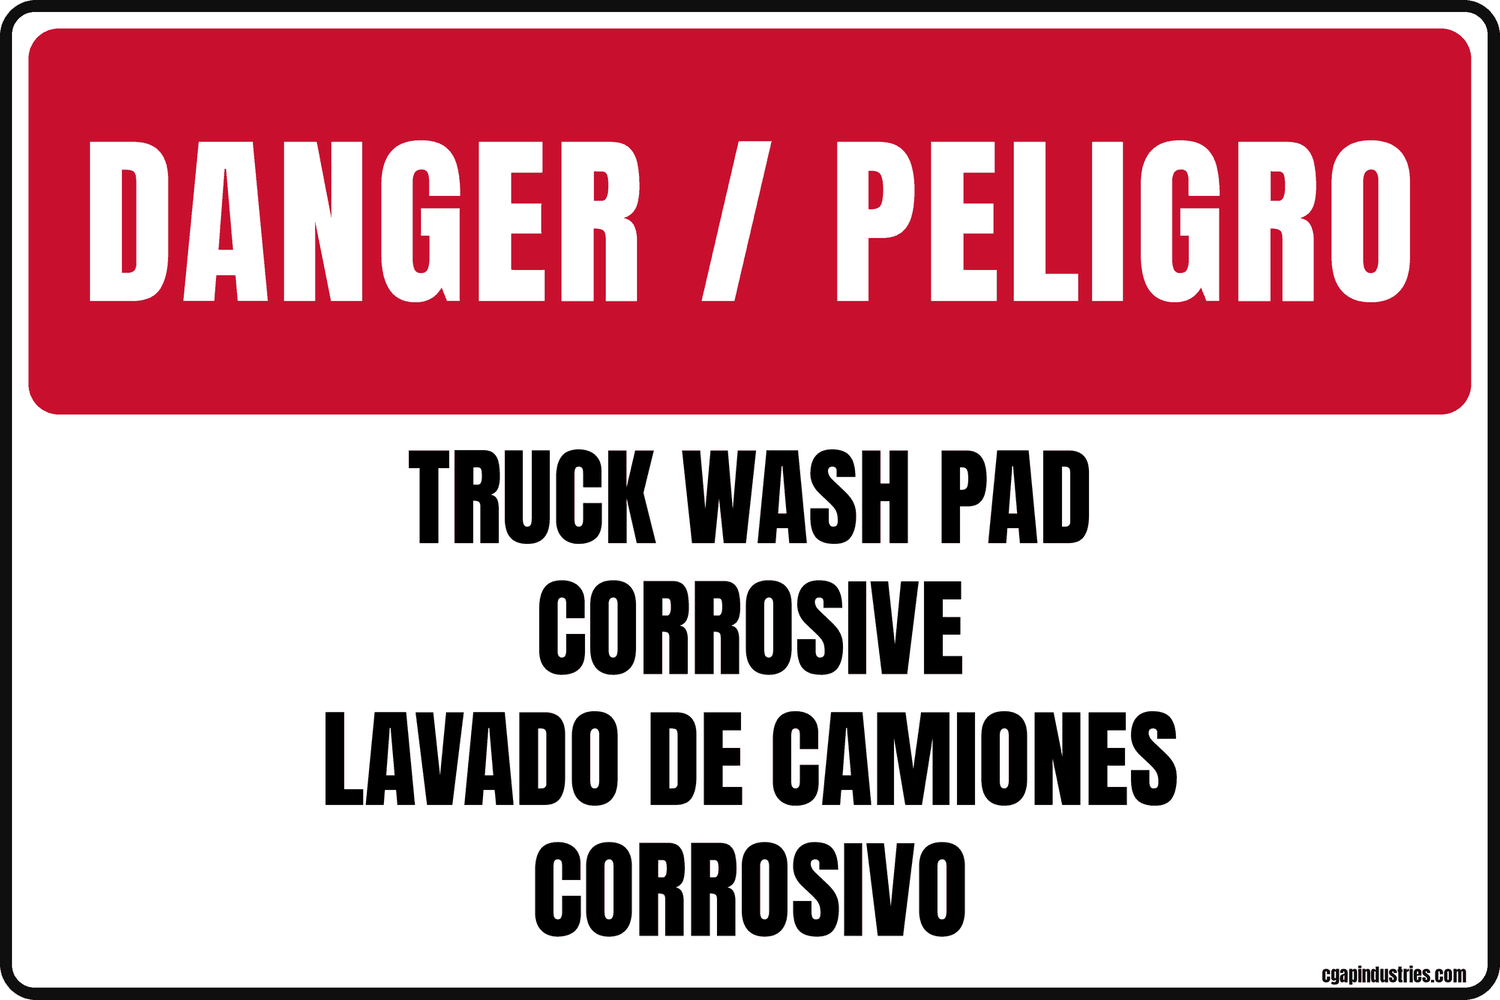 DANGER / PELIGRO
TRUCK WASH PAD
CORROSIVE
LAVADO DE CAMIONES
CORROSIVO
cgapindustries.com